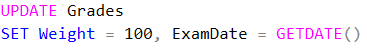 UPDATE Grades
SET Weight = 100, ExamDate = GETDATE()